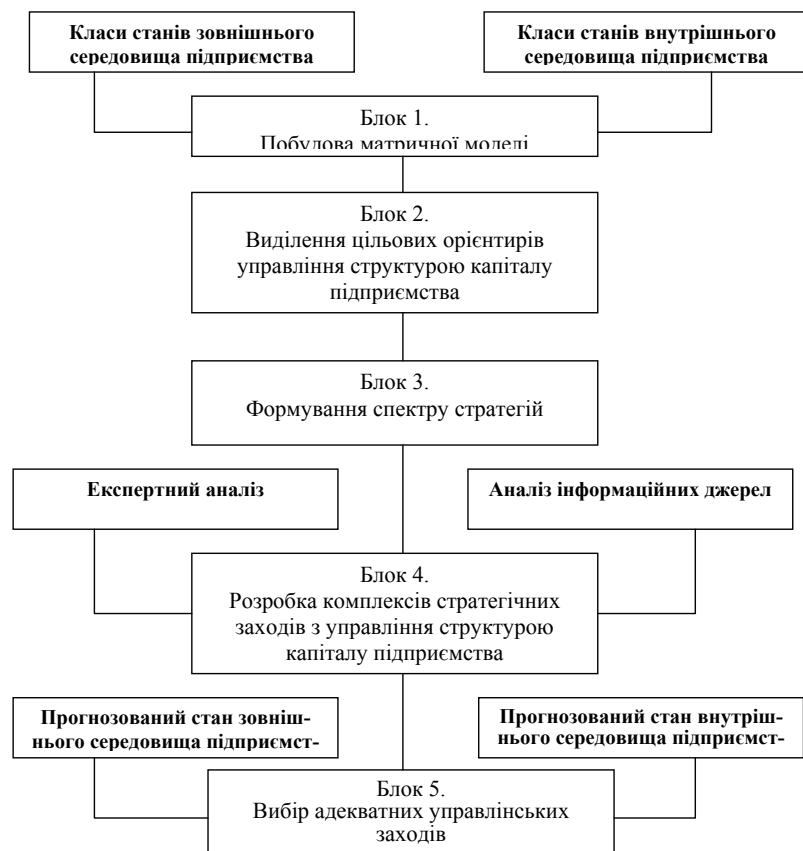 Класи станів зовнішнього
середовища підприємства
Класи станів внутрішнього
середовища підприємства
Блок 1.
Побудова матричної моделі
Блок 2.
Виділення цільових орієнтирів
управління структурою капіталу
підприємства
Блок 3.
Формування спектру стратегій
Експертний аналіз
Аналіз інформаційних джерел
Блок 4.
Розробка комплексів стратегічних
заходів з управління структурою
капіталу підприємства
Прогнозований стан зовніш-
нього середовища підприємст-
Прогнозований стан внутріш-
нього середовища підприємст-
Блок 5.
Вибір адекватних управлінських
заходів